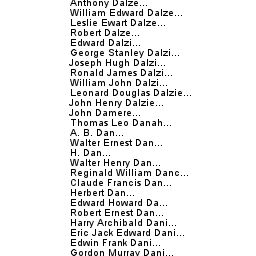 Anthony Dalze...
William Edward Dalze...
Leslie Ewart Dalze...
Robert Dalze...
Edward Dalzi...
George Stanley Dalzi...
Joseph Hugh Dalzi...
Ronald James Dalzi...
William John Dalzi...
Leonard Douglas Dalzie...
John Henry Dalzie...
John Damere...
Thomas Leo Danah...
A. B. Dan...
Walter Ernest Dan...
H. Dan...
Walter Henry Dan...
Reginald William Danc...
Claude Francis Dan...
Herbert Dan...
Edward Howard Da...
Robert Ernest Dan...
Harry Archibald Dani...
Eric Jack Edward Dani...
Edwin Frank Dani...
Gordon Murray Dani...